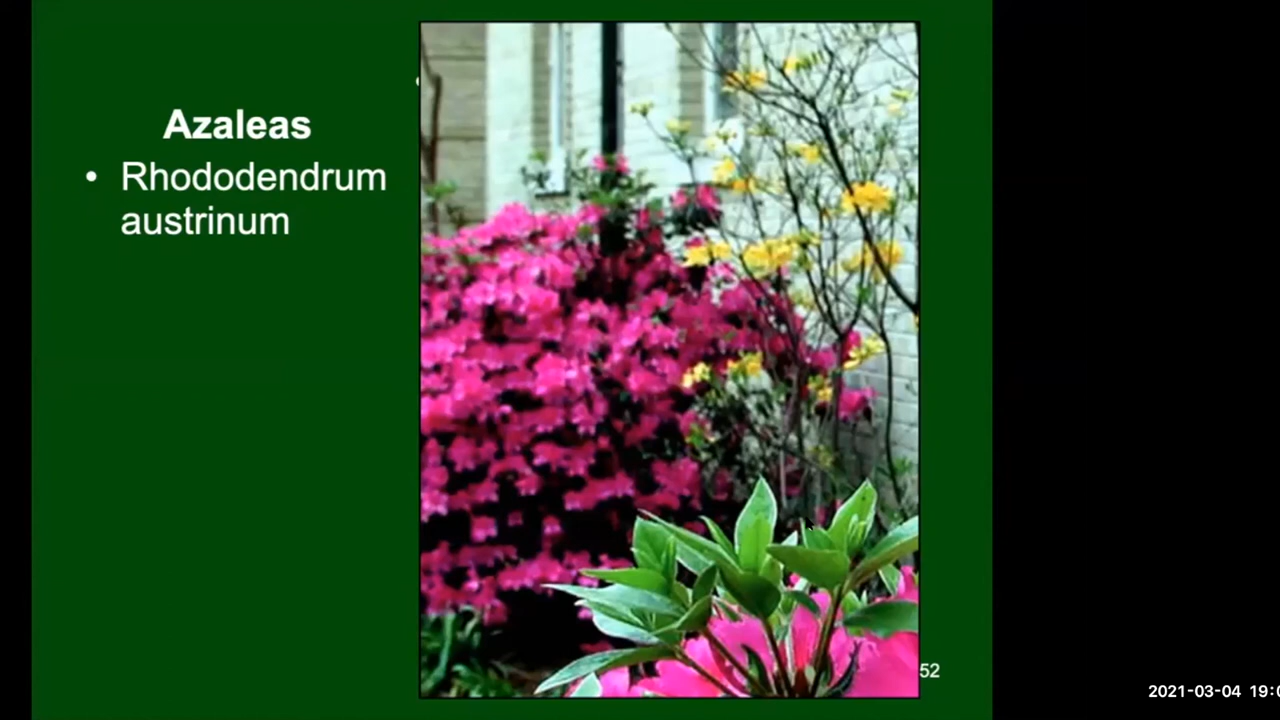 Azaleas
• Rhododendrum
austrinum
52
2021-03-04 19:0